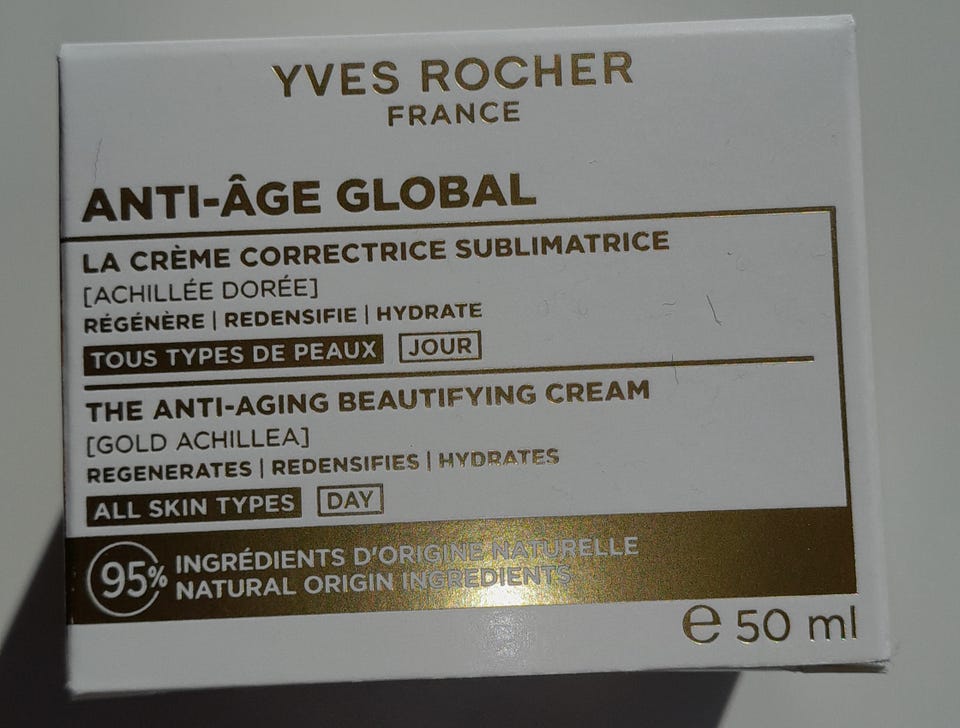 YVES ROCHER
FRANCE
ANTI-ÂGE GLOBAL
LA CRÈME CORRECTRICE SUBLIMATRICE
[ACHILLÉE DORÉE]
RÉGÉNÈRE | REDENSIFIE | HYDRATE
TOUS TYPES DE PEAUX JOUR
THE ANTI-AGING BEAUTIFYING CREAM
[GOLD ACHILLEA]
REGENERATES | REDENSIFIES | HYDRATES
ALL SKIN TYPES DAY
95% INGRÉDIENTS D'ORIGINE NATURELLE
NATURAL ORIGIN INGREDIENTS
℮ 50 ml